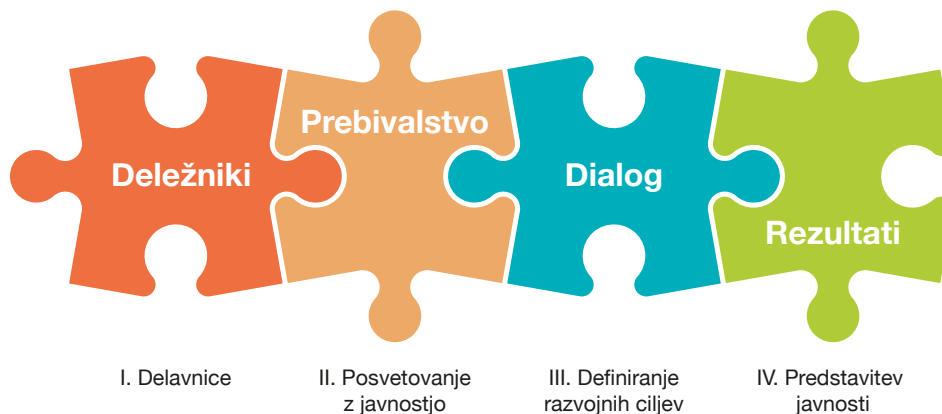 Deležniki
Prebivalstvo
Dialog
Rezultati
I. Delavnice
II. Posvetovanje
z javnostjo
III. Definiranje
razvojnih ciljev
IV. Predstavitev
javnosti